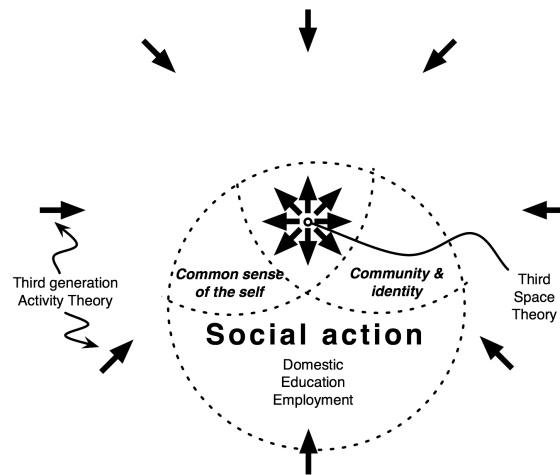 Common sense
of the self
Community &
identity
Third generation
Activity Theory
Third
Space
Theory
Social action
Domestic
Education
Employment